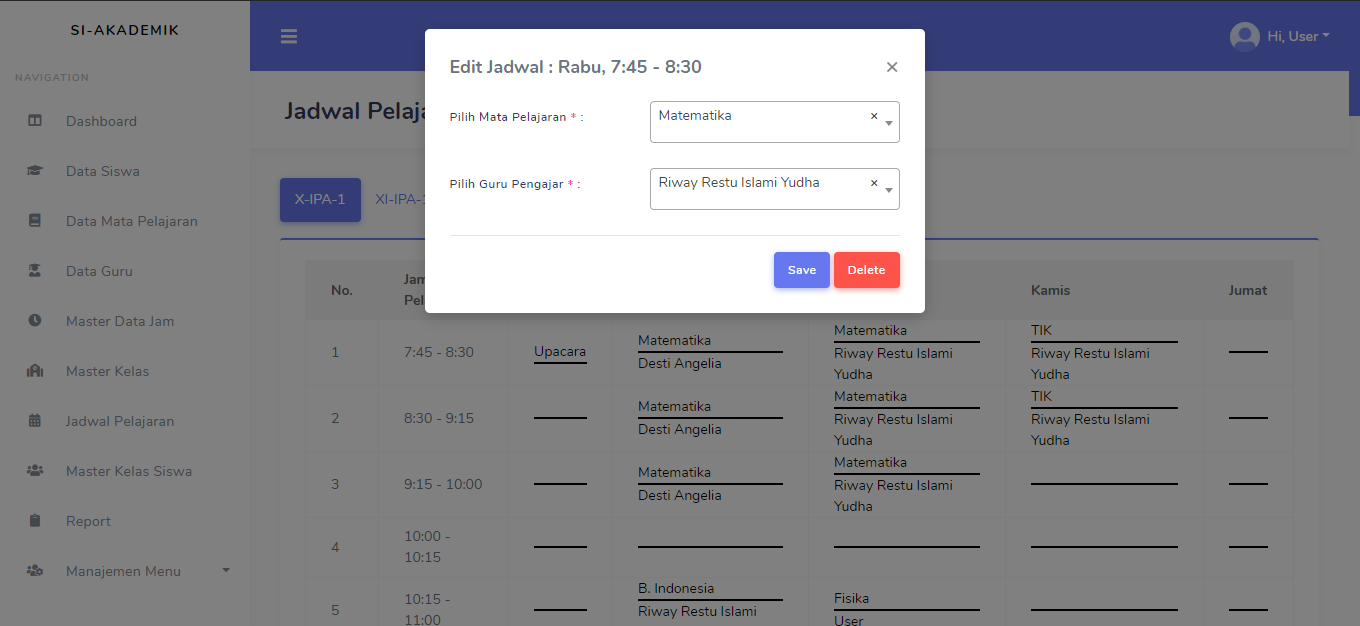 SI-AKADEMIK
Hi, User
NAVIGATION
Dashboard
Data Siswa
Data Mata Pelajaran
Data Guru
Master Data Jam
Master Kelas
Jadwal Pelajaran
Master Kelas Siswa
Report
Manajemen Menu
Edit Jadwal : Rabu, 7:45 - 8:30
×
Pilih Mata Pelajaran * :
Matematika ×
Pilih Guru Pengajar * :
Riway Restu Islami Yudha ×
Save Delete
Jadwal Pelaja
X-IPA-1 XI-IPA-1
No. Jam Kamis Jumat
Pel
1 7:45 - 8:30 Upacara
Matematika
Desti Angelia
Matematika
Riway Restu Islami
Yudha
TIK
Riway Restu Islami
Yudha
2 8:30 - 9:15
Matematika
Desti Angelia
Matematika
Riway Restu Islami
Yudha
TIK
Riway Restu Islami
Yudha
3 9:15 - 10:00
Matematika
Desti Angelia
Matematika
Riway Restu Islami
Yudha
4 10:00 -
10:15
5 10:15 -
11:00
B. Indonesia
Riway Restu Islami
Fisika
User